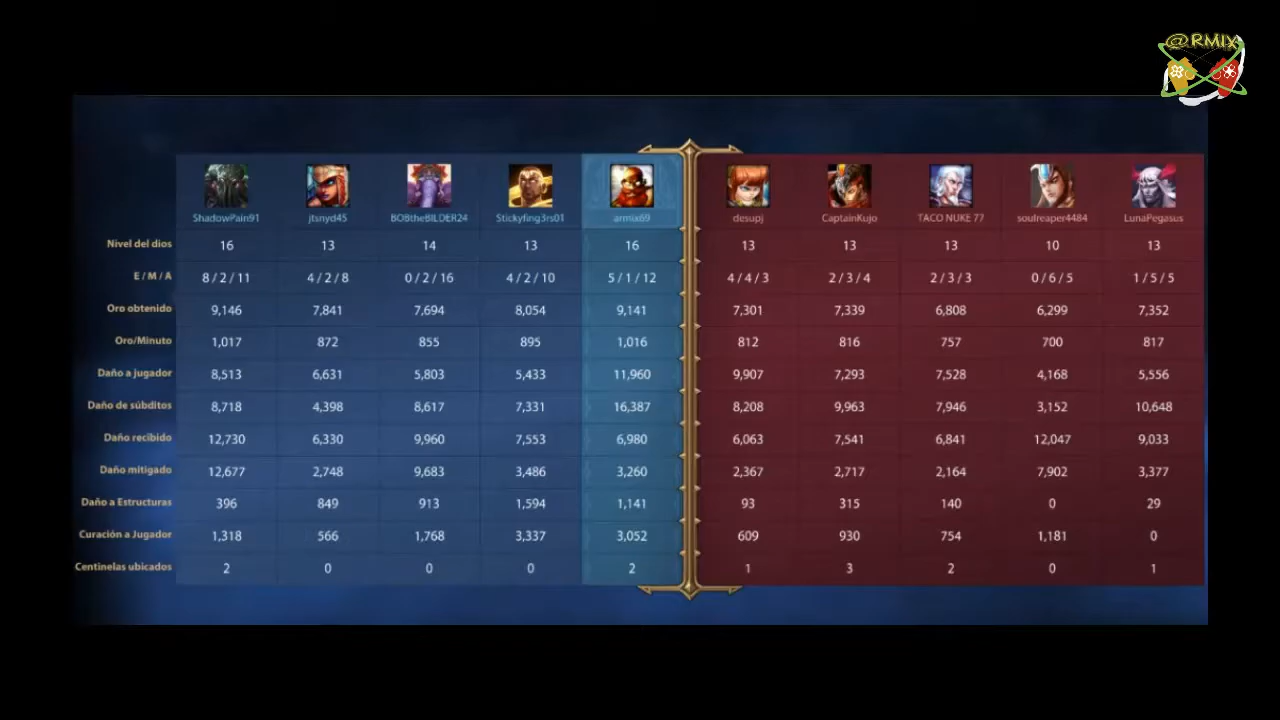 @RMIX
ShadowPain91 jtsnyd45 BOBtheBILDER24 Stickyfing3rs01 armix69 desupj CaptainKujo TACO NUKE 77 soulreaper4484 LunaPegasus
Nivel del dios 16 13 14 13 16 13 13 13 10 13
E / M / A 8 / 2 / 11 4 / 2 / 8 0 / 2 / 16 4 / 2 / 10 5 / 1 / 12 4 / 4 / 3 2 / 3 / 4 2 / 3 / 3 0 / 6 / 5 1 / 5 / 5
Oro obtenido 9,146 7,841 7,694 8,054 9,141 7,301 7,339 6,808 6,299 7,352
Oro/Minuto 1,017 872 855 895 1,016 812 816 757 700 817
Daño a jugador 8,513 6,631 5,803 5,433 11,960 9,907 7,293 7,528 4,168 5,556
Daño de súbditos 8,718 4,398 8,617 7,331 16,387 8,208 9,963 7,946 3,152 10,648
Daño recibido 12,730 6,330 9,960 7,553 6,980 6,063 7,541 6,841 12,047 9,033
Daño mitigado 12,677 2,748 9,683 3,486 3,260 2,367 2,717 2,164 7,902 3,377
Daño a Estructuras 396 849 913 1,594 1,141 93 315 140 0 29
Curación a Jugador 1,318 566 1,768 3,337 3,052 609 930 754 1,181 0
Centinelas ubicados 2 0 0 0 2 1 3 2 0 1